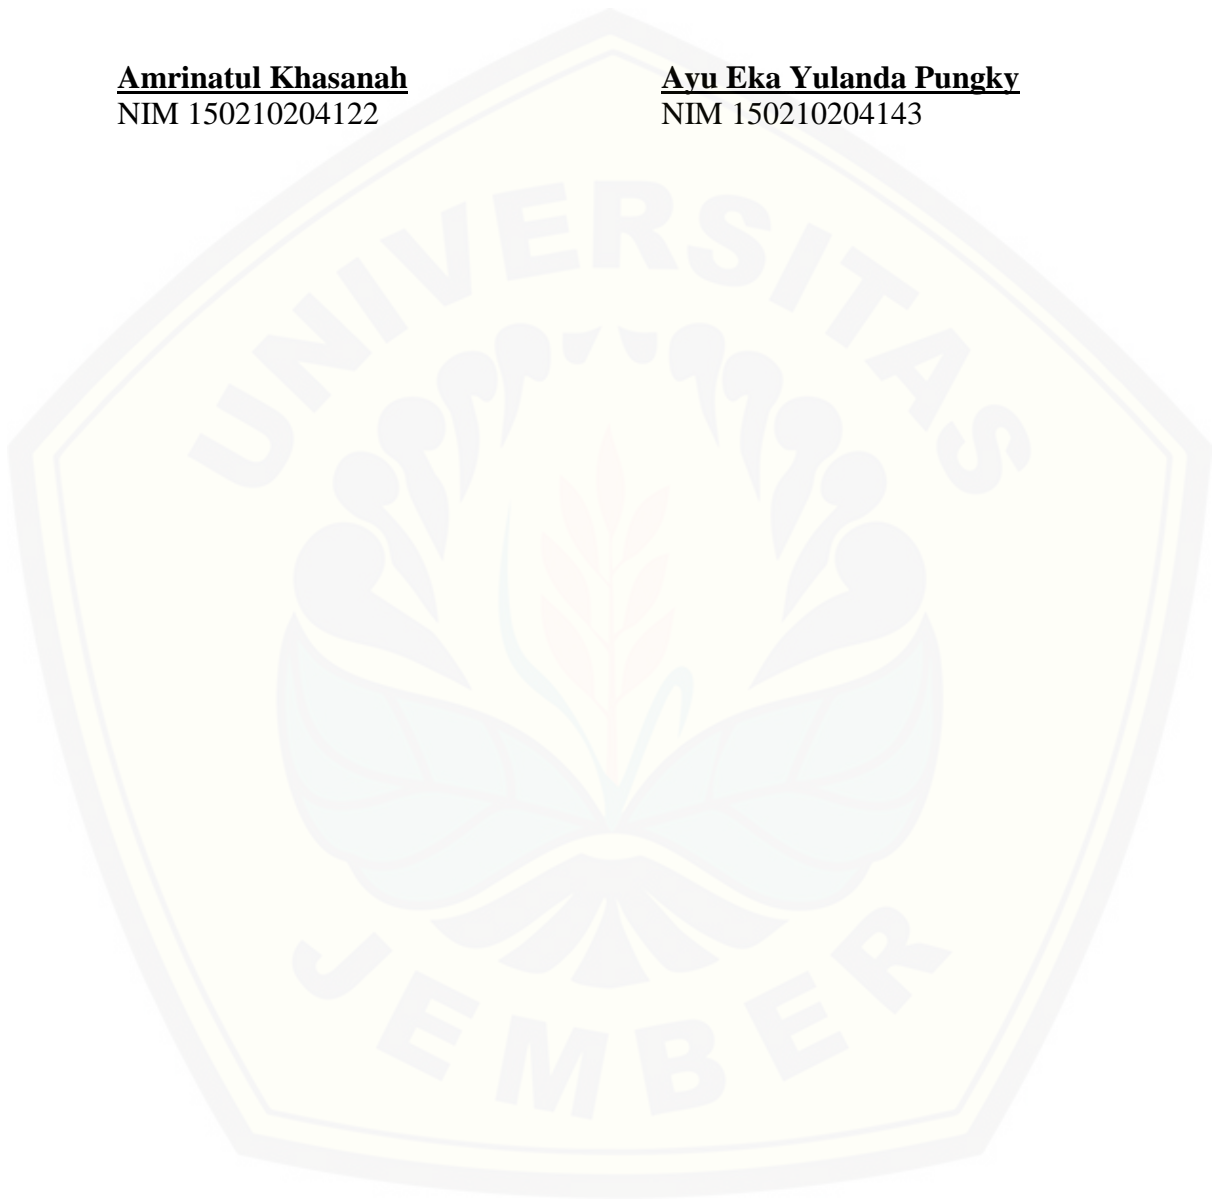 Amrinatul Khasanah Ayu Eka Yulanda Pungky
NIM 150210204122 NIM 150210204143
UNIVERSITAS
JEMBER